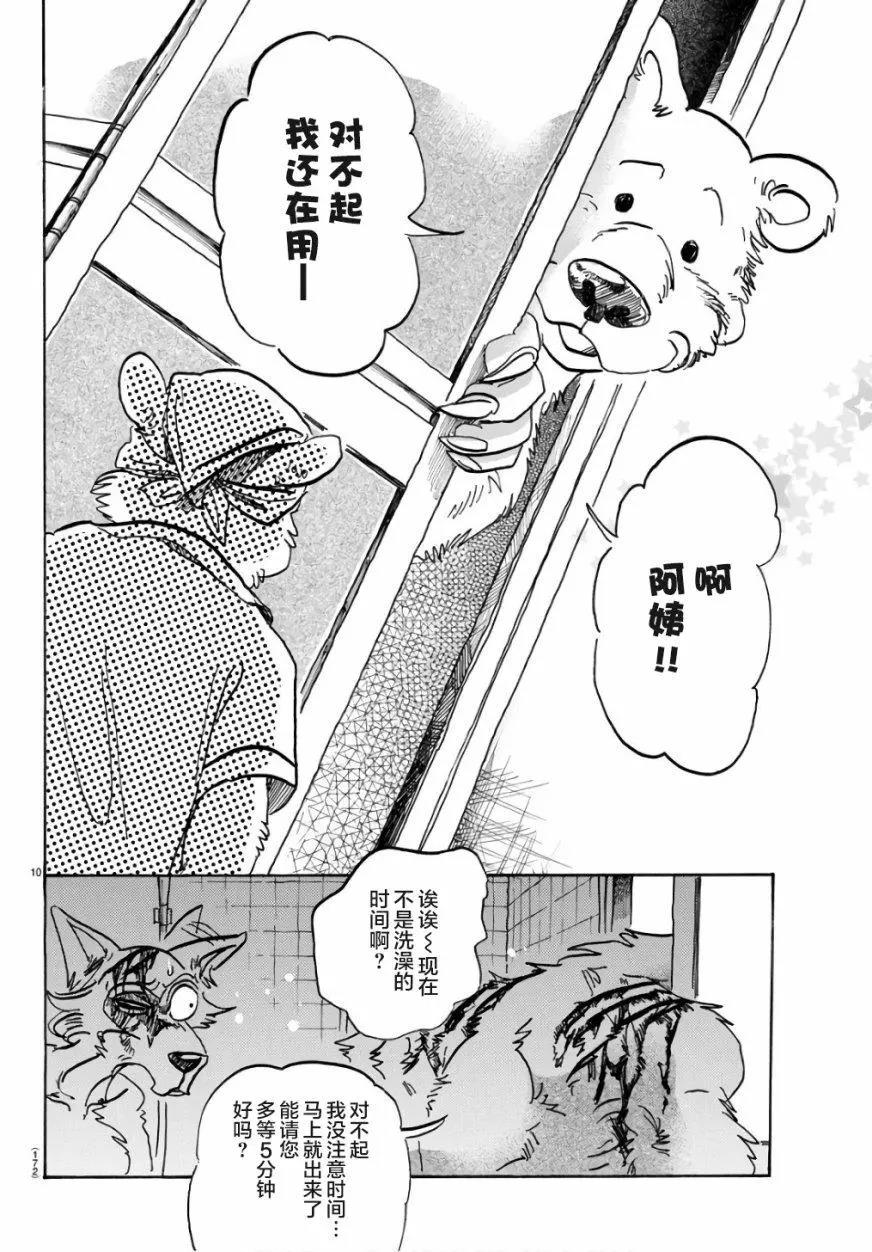 啊
阿姨!!
对不起
我还在用—
诶诶～现在
不是洗澡的
时间啊?
对不起
我没注意时间…
马上就出来了
能请您
多等5分钟
好吗?
10
(172)